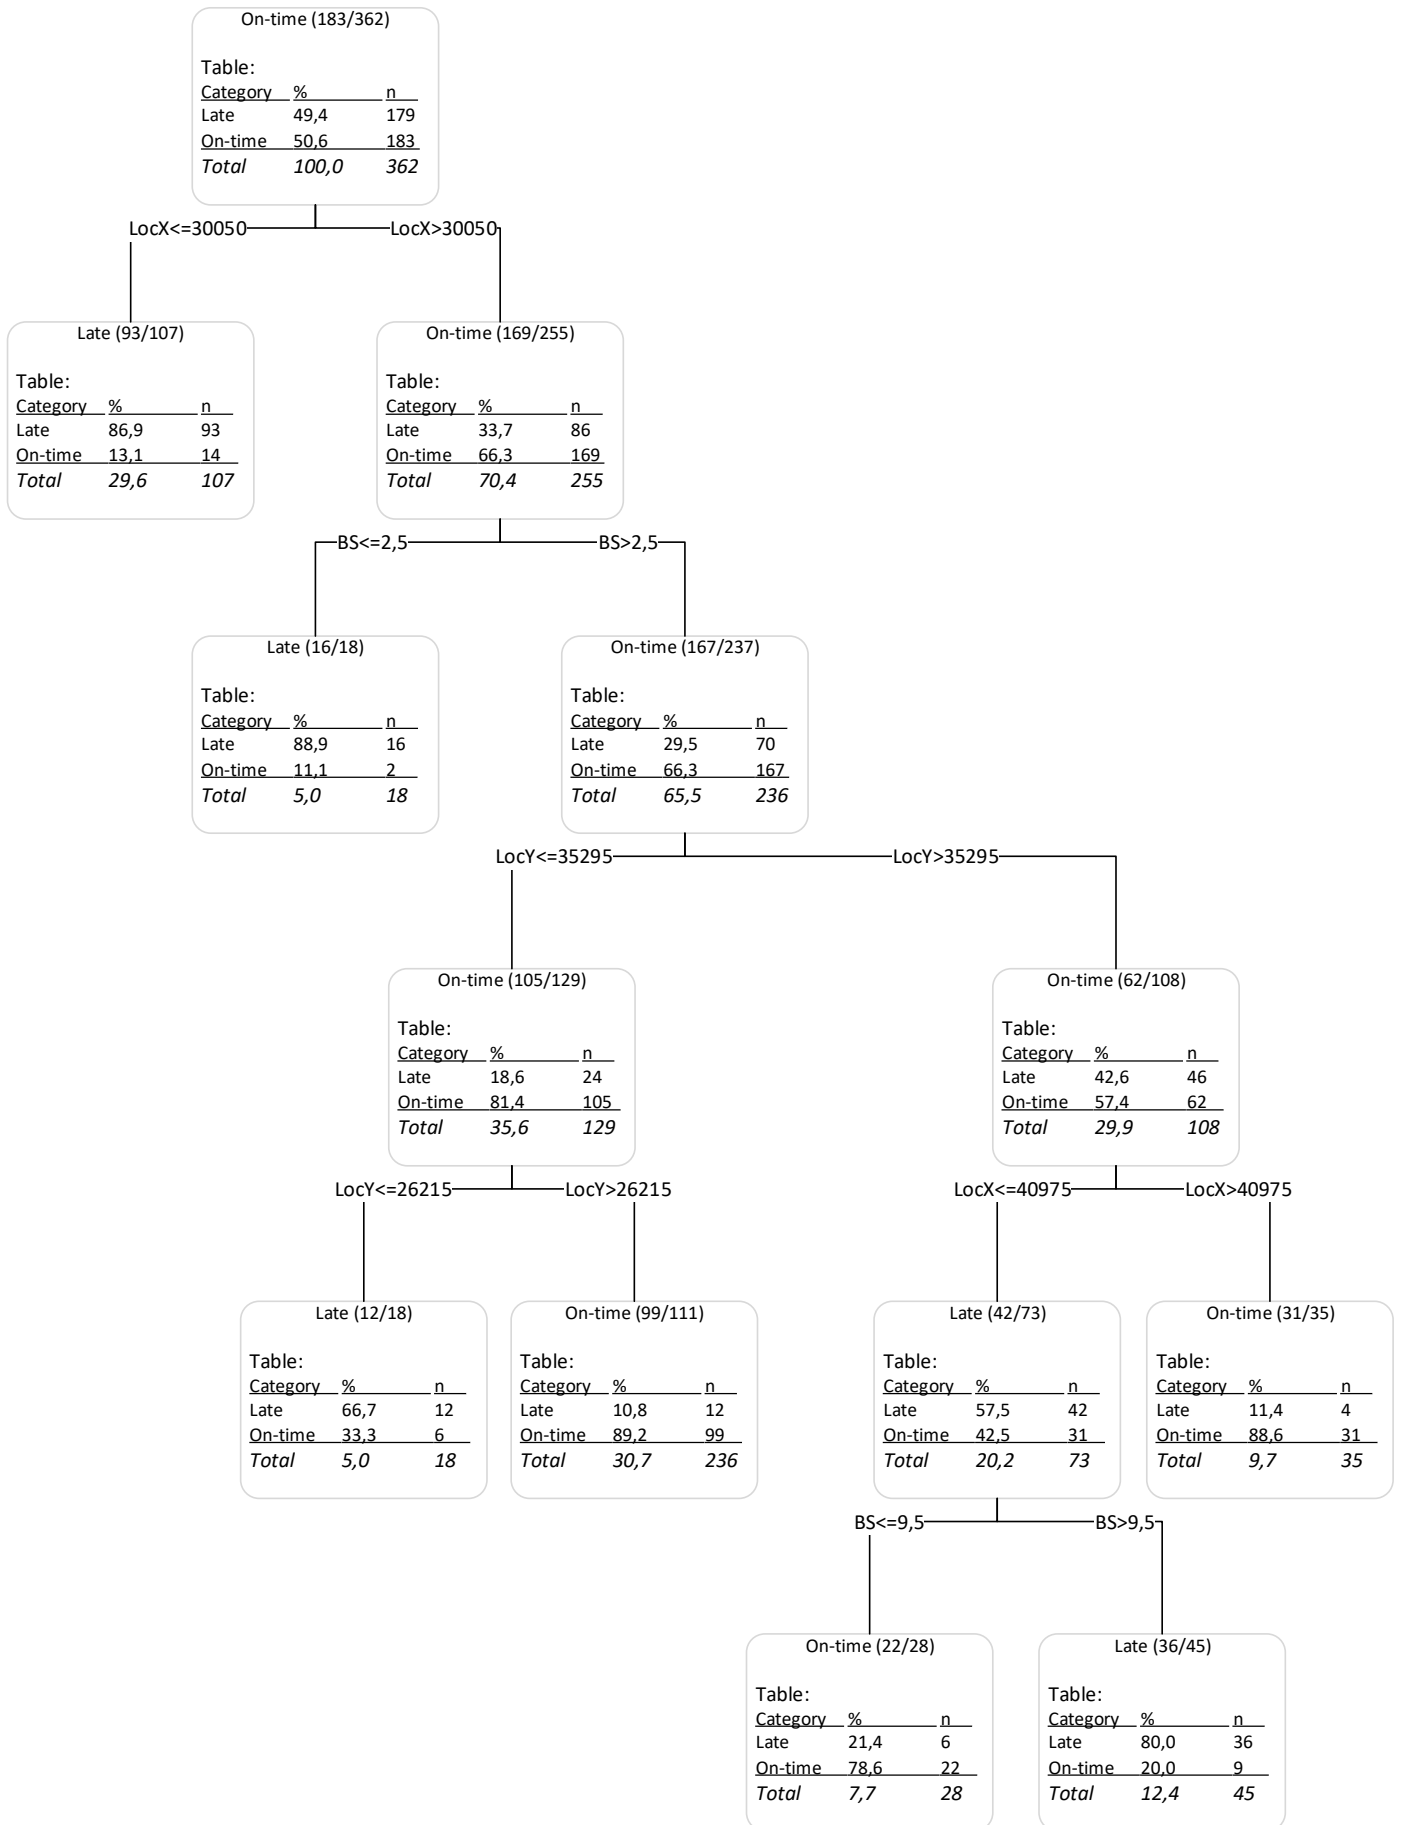 On-time (183/362)
Table:
Category % n
Late 49,4 179
On-time 50,6 183
Total 100,0 362
LocX<=30050 LocX>30050
Late (93/107)
Table:
Category % n
Late 86,9 93
On-time 13,1 14
Total 29,6 107
On-time (169/255)
Table:
Category % n
Late 33,7 86
On-time 66,3 169
Total 70,4 255
BS<=2,5 BS>2,5
Late (16/18)
Table:
Category % n
Late 88,9 16
On-time 11,1 2
Total 5,0 18
On-time (167/237)
Table:
Category % n
Late 29,5 70
On-time 66,3 167
Total 65,5 236
LocY<=35295 LocY>35295
On-time (105/129)
Table:
Category % n
Late 18,6 24
On-time 81,4 105
Total 35,6 129
On-time (62/108)
Table:
Category % n
Late 42,6 46
On-time 57,4 62
Total 29,9 108
LocY<=26215 LocY>26215
LocX<=40975 LocX>40975
Late (12/18)
Table:
Category % n
Late 66,7 12
On-time 33,3 6
Total 5,0 18
On-time (99/111)
Table:
Category % n
Late 10,8 12
On-time 89,2 99
Total 30,7 236
Late (42/73)
Table:
Category % n
Late 57,5 42
On-time 42,5 31
Total 20,2 73
On-time (31/35)
Table:
Category % n
Late 11,4 4
On-time 88,6 31
Total 9,7 35
BS<=9,5 BS>9,5
On-time (22/28)
Table:
Category % n
Late 21,4 6
On-time 78,6 22
Total 7,7 28
Late (36/45)
Table:
Category % n
Late 80,0 36
On-time 20,0 9
Total 12,4 45